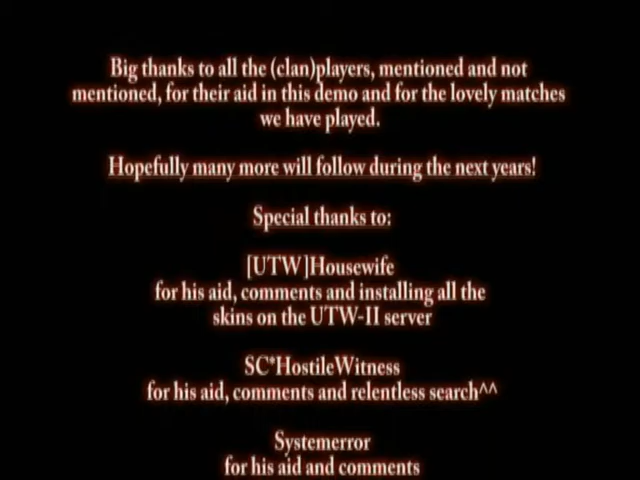 Big thanks to all the (clan)players, mentioned and not
mentioned, for their aid in this demo and for the lovely matches
we have played.
Hopefully many more will follow during the next years!
Special thanks to:
[UTW]Housewife
for his aid, comments and installing all the
skins on the UTW-II server
SC*HostileWitness
for his aid, comments and relentless search^^
Systemerror
for his aid and comments